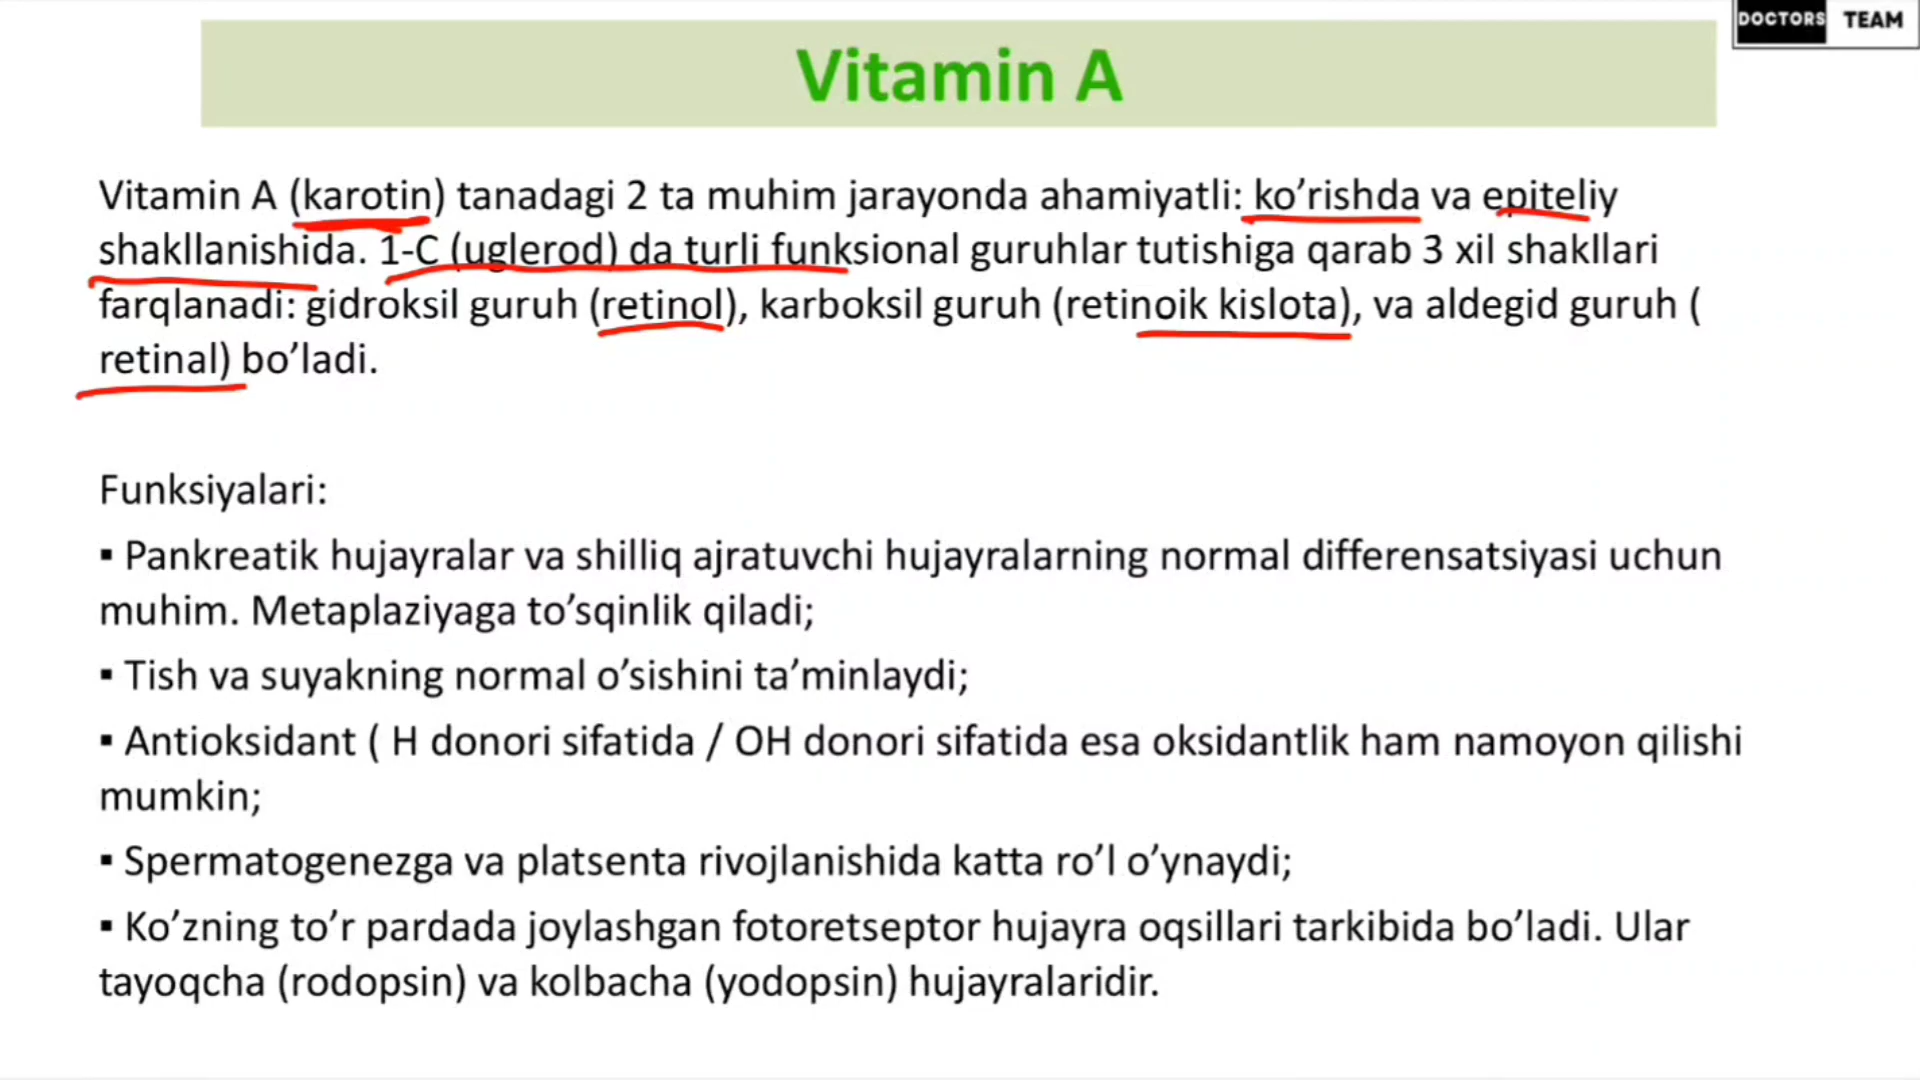 DOCTORS TEAM
Vitamin A
Vitamin A (karotin) tanadagi 2 ta muhim jarayonda ahamiyatli: ko’rishda va epiteliy
shakllanishida. 1-C (uglerod) da turli funksional guruhlar tutishiga qarab 3 xil shakllari
farqlanadi: gidroksil guruh (retinol), karboksil guruh (retinoik kislota), va aldegid guruh (
retinal) bo’ladi.
Funksiyalari:
▪ Pankreatik hujayralar va shilliq ajratuvchi hujayralarning normal differensatsiyasi uchun
muhim. Metaplaziyaga to’sqinlik qiladi;
▪ Tish va suyakning normal o’sishini ta’minlaydi;
▪ Antioksidant ( H donori sifatida / OH donori sifatida esa oksidantlik ham namoyon qilishi
mumkin;
▪ Spermatogenezga va platsenta rivojlanishida katta ro’l o’ynaydi;
▪ Ko’zning to’r pardada joylashgan fotoretseptor hujayra oqsillari tarkibida bo’ladi. Ular
tayoqcha (rodopsin) va kolbacha (yodopsin) hujayralaridir.